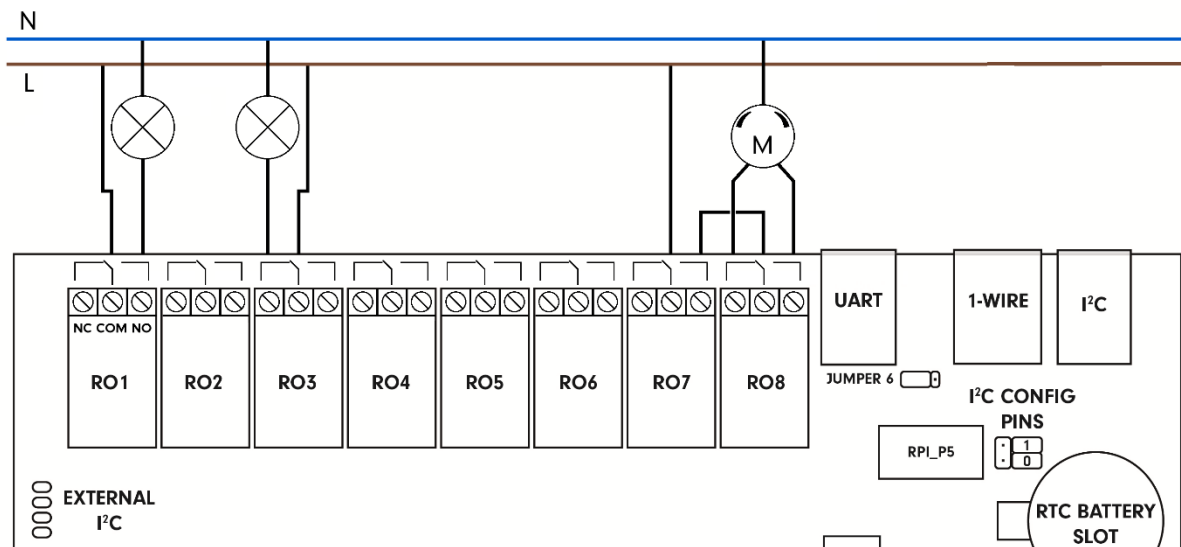 N
L
M
NC COM NO
RO1 RO2 RO3 RO4 RO5 RO6 RO7 RO8
UART
1-WIRE
I²C
JUMPER 6
I²C CONFIG
PINS
1
0
RPI_P5
EXTERNAL
I²C
RTC BATTERY
SLOT